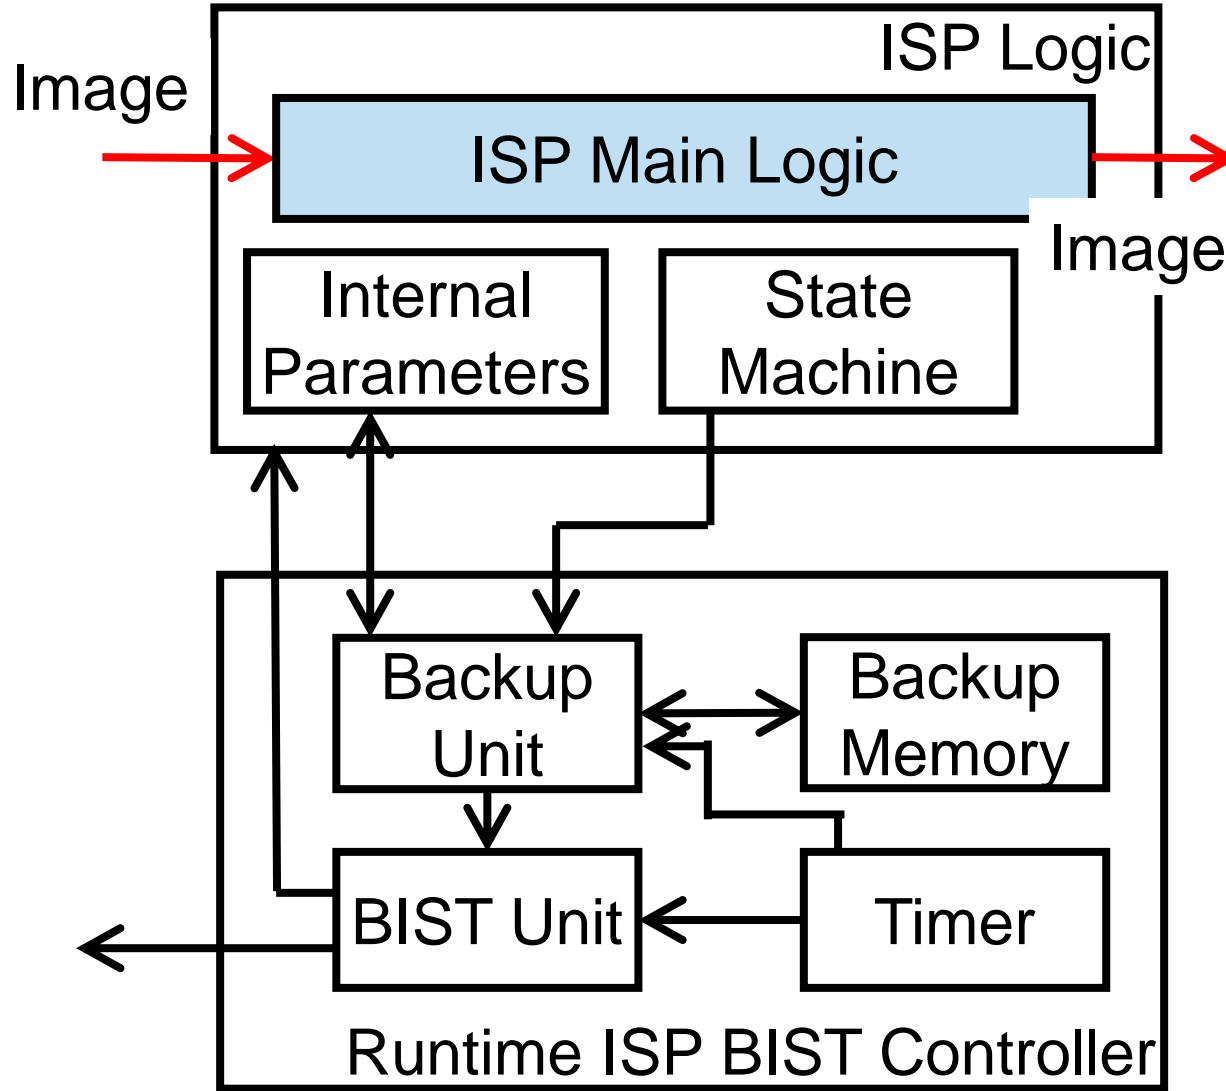 ISP Logic
Image
ISP Main Logic
Image
Internal
Parameters
State
Machine
Backup
Unit
Backup
Memory
BIST Unit
Timer
Runtime ISP BIST Controller